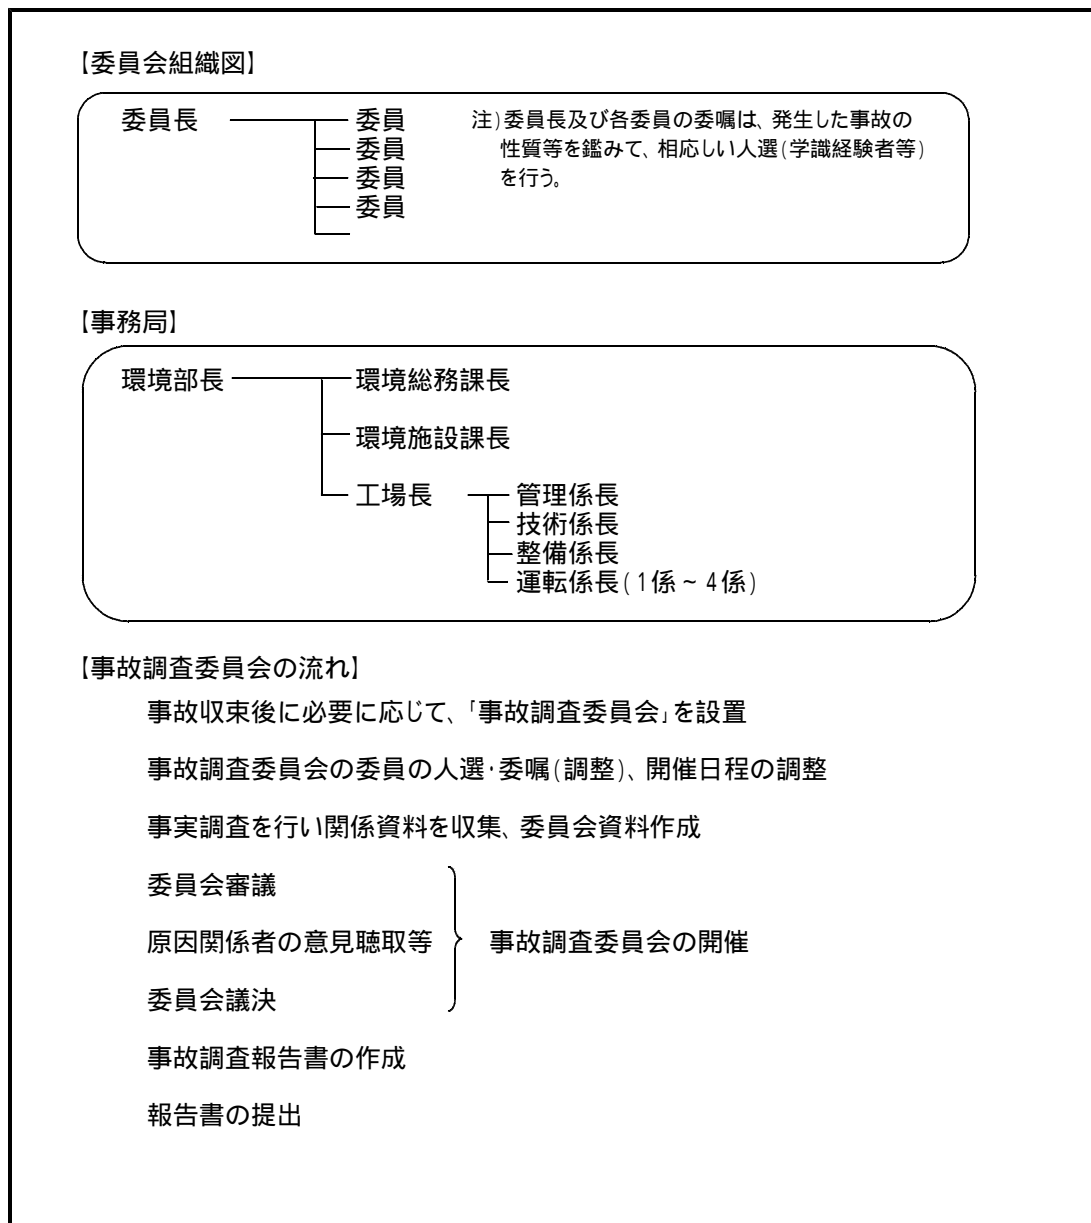 【委員会組織図】
委員長 委員 注)委員長及び各委員の委嘱は、発生した事故の
委員 性質等を鑑みて、相応しい人選(学識経験者等)
委員 を行う。
委員
【事務局】
環境部長 環境総務課長
環境施設課長
工場長 管理係長
技術係長
整備係長
運転係長(1係~4係)
【事故調査委員会の流れ】
事故収束後に必要に応じて、「事故調査委員会」を設置
事故調査委員会の委員の人選・委嘱(調整)、開催日程の調整
事実調査を行い関係資料を収集、委員会資料作成
委員会審議
原因関係者の意見聴取等 事故調査委員会の開催
委員会議決
事故調査報告書の作成
報告書の提出